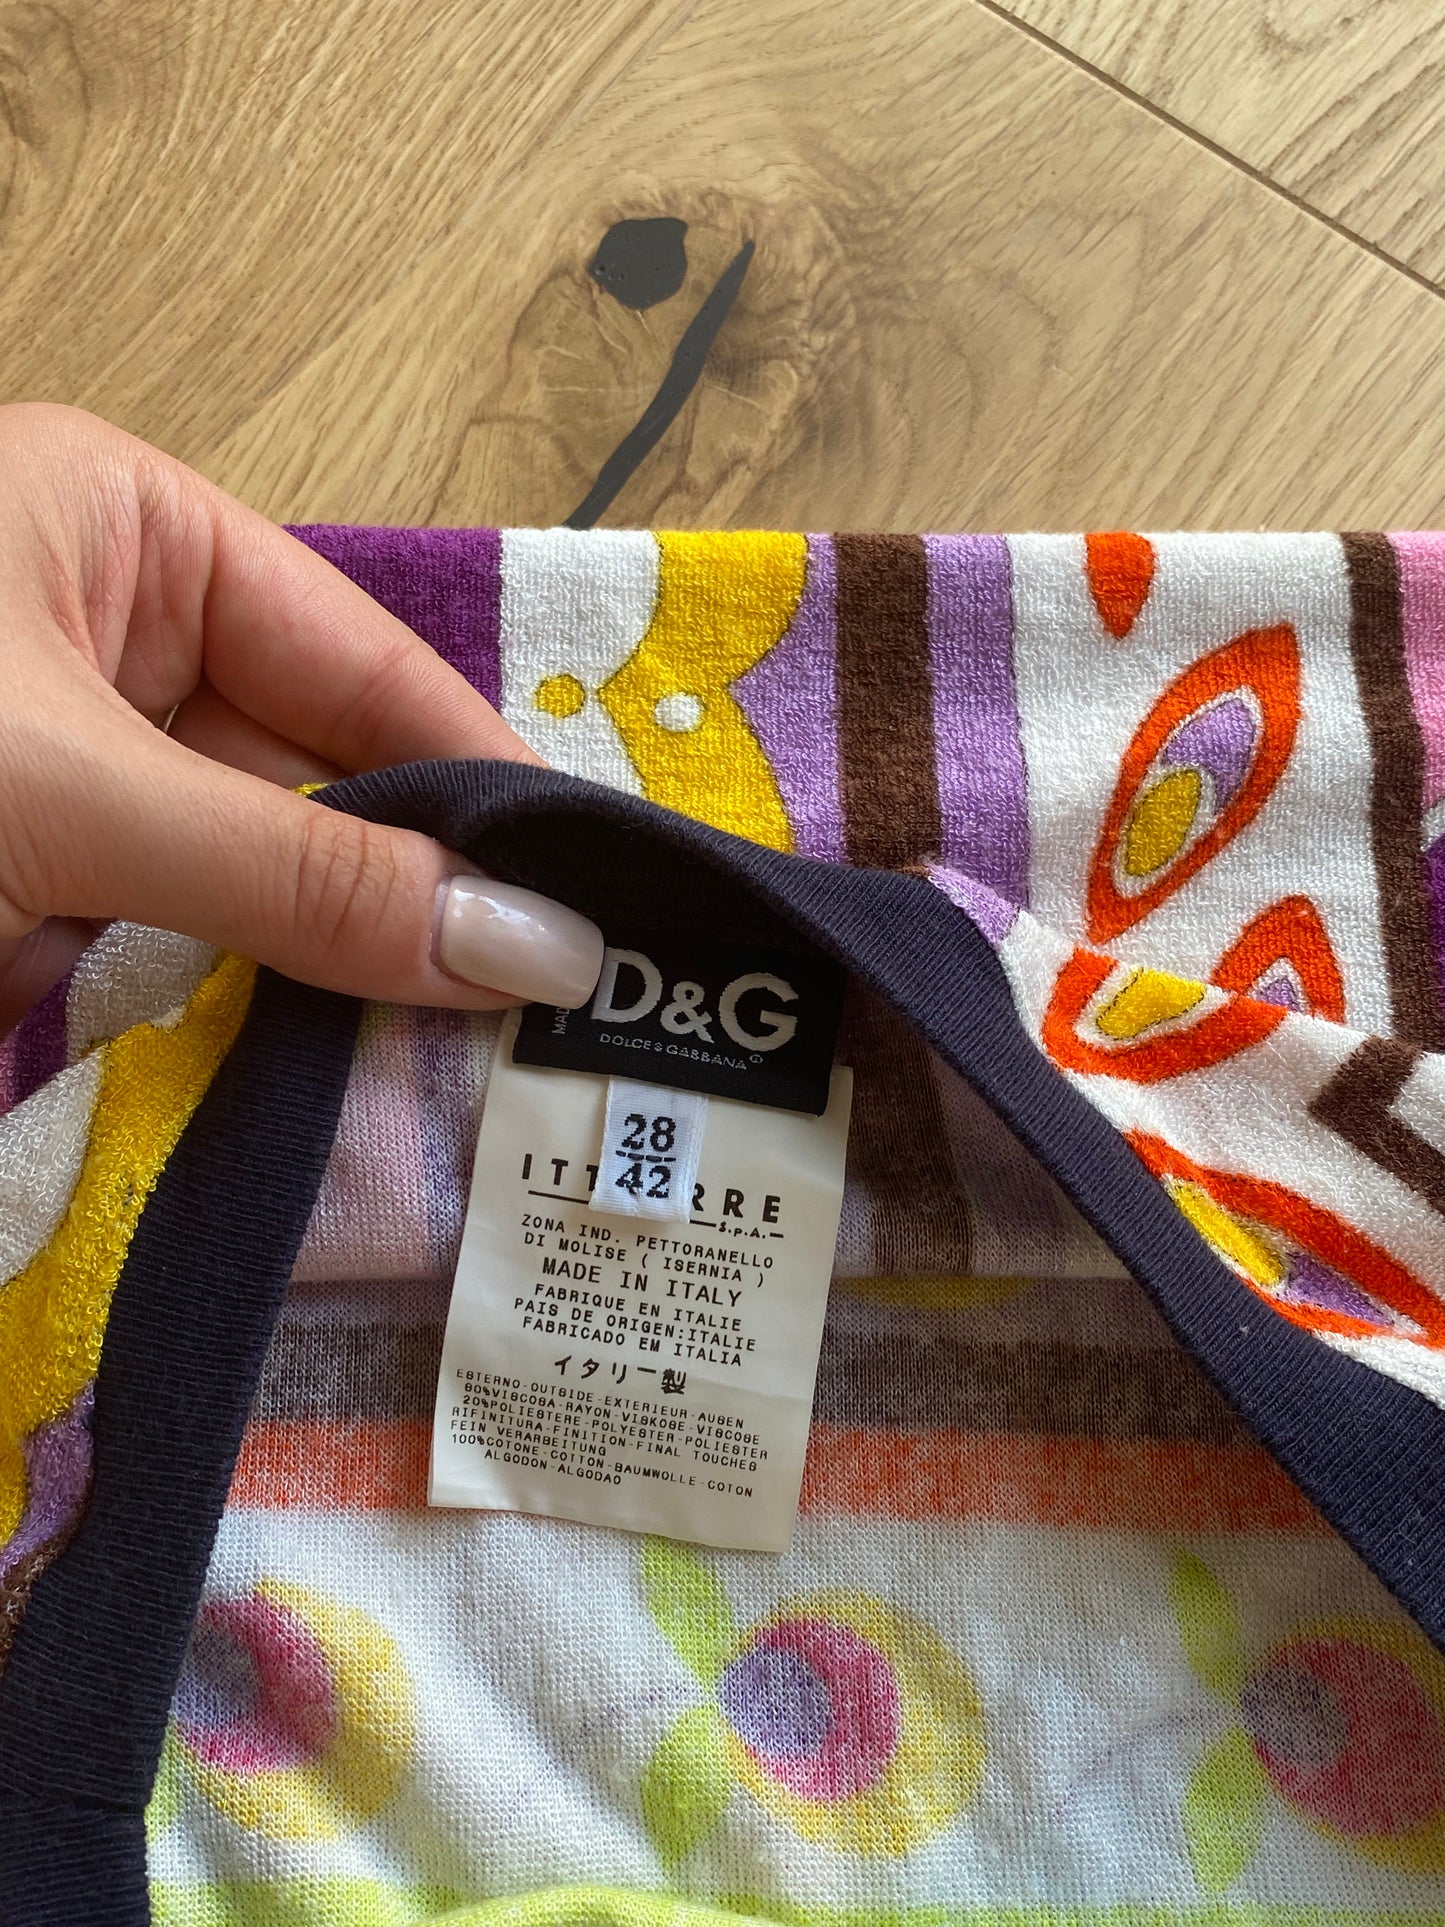 MAD
D&G
DOLCE & GABBANA®
28
42
S.p.A.
ZONA IND. PETTORANELLO
DI MOLISE ( ISERNIA )
MADE IN ITALY
FABRIQUE EN ITALIE
PAIS DE ORIGEN:ITALIE
FABRICADO EM ITALIA
イタリー製
ESTERNO-OUTSIDE-EXTERIEUR-AUßEN
80%VISCOSA-RAYON-VISKOSE-VISCOSE
20%POLIESTERE-POLYESTER-POLIESTER
RIFINITURA-FINITION-FINAL TOUCHES
FEIN VERARBEITUNG
100%COTONE-COTTON-BAUMWOLLE-COTON
ALGODON-ALGODAO